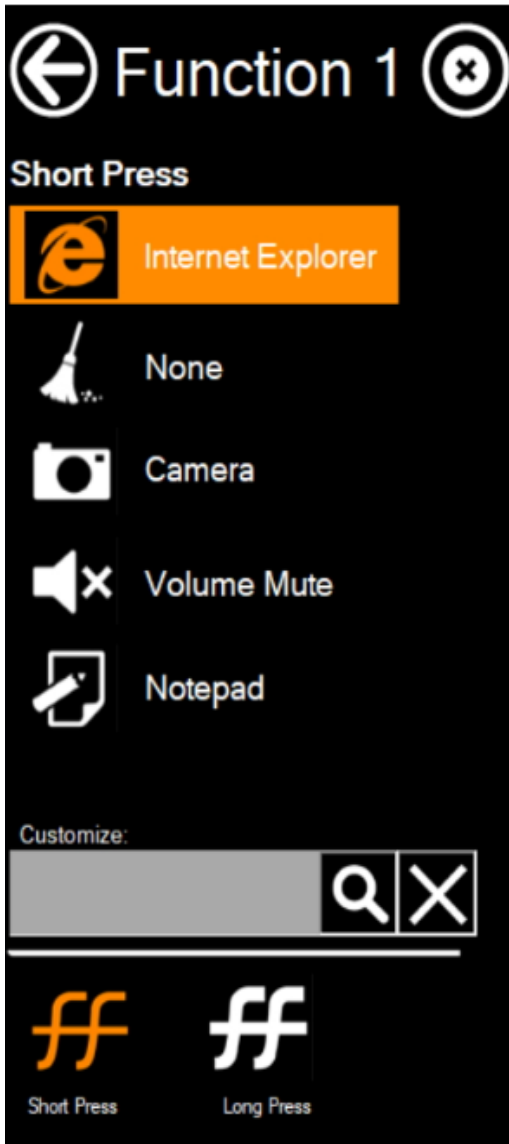 Function 1
Short Press
Internet Explorer
None
Camera
Volume Mute
Notepad
Customize:
Short Press
Long Press